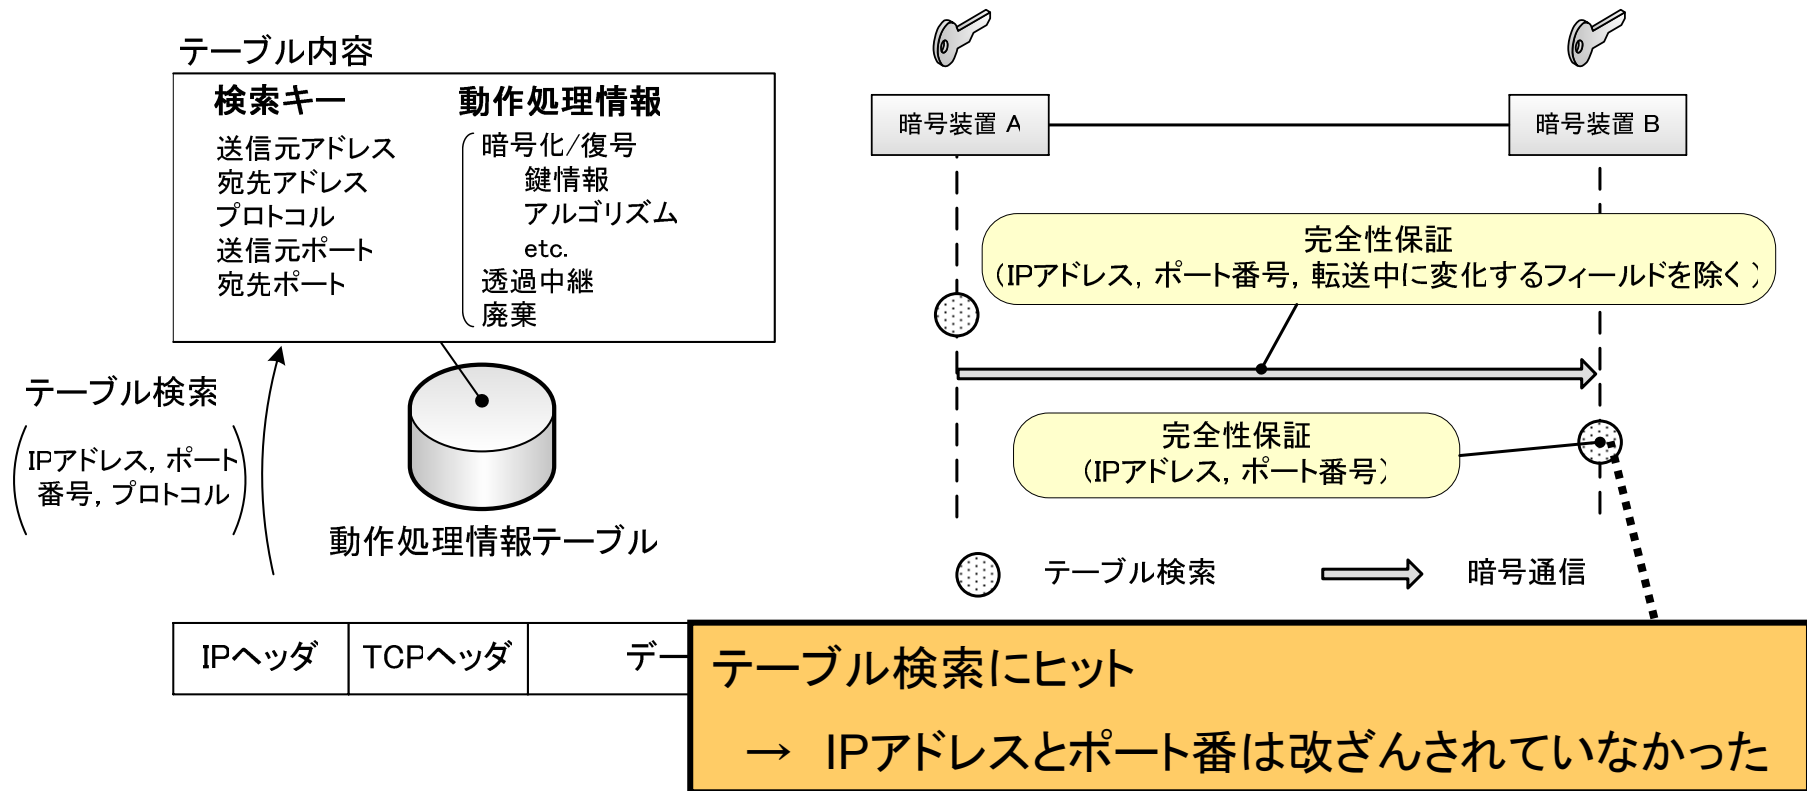 テーブル内容
検索キー
送信元アドレス
宛先アドレス
プロトコル
送信元ポート
宛先ポート
動作処理情報
暗号化/復号
鍵情報
アルゴリズム
etc.
透過中継
廃棄
テーブル検索
IPアドレス, ポート
番号, プロトコル
動作処理情報テーブル
暗号装置 A
暗号装置 B
完全性保証
(IPアドレス, ポート番号, 転送中に変化するフィールドを除く)
完全性保証
(IPアドレス, ポート番号)
テーブル検索
暗号通信
IPヘッダ
TCPヘッダ
デー
テーブル検索にヒット
→ IPアドレスとポート番は改ざんされていなかった